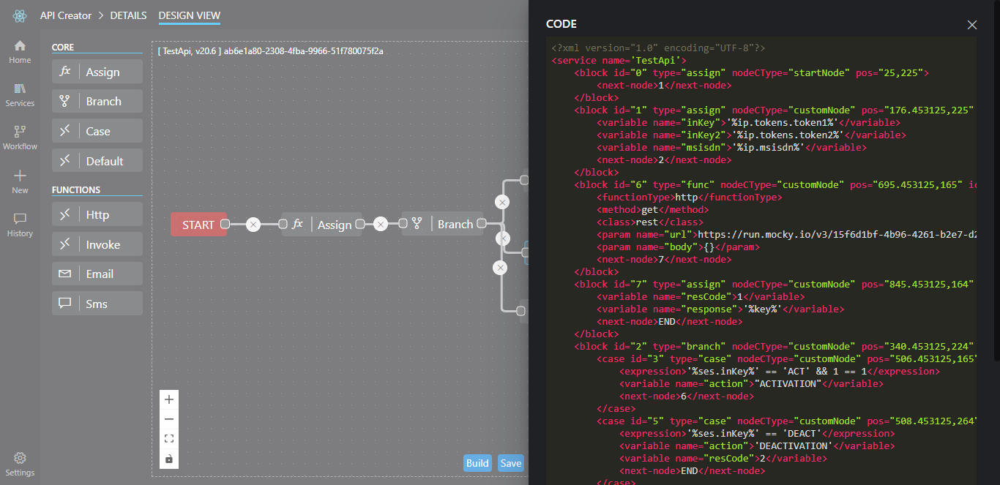 API Creator > DETAILS DESIGN VIEW
Home
Services
Workflow
New
History
Settings
CORE
fx Assign
Branch
Case
Default
FUNCTIONS
Http
Invoke
Email
Sms
[ TestApi, v20.6 ] ab6e1a80-2308-4fba-9966-51f780075f2a
START
fx Assign
Branch
Build
Save
CODE
<?xml version="1.0" encoding="UTF-8"?>
<service name='TestApi'>
<block id="0" type="assign" nodeCType="startNode" pos="25,225">
<next-node>1</next-node>
</block>
<block id="1" type="assign" nodeCType="customNode" pos="176.453125,225"
<variable name="inKey">'%ip.tokens.token1%'</variable>
<variable name="inKey2">'%ip.tokens.token2%'</variable>
<variable name="msisdn">'%ip.msisdn%'</variable>
<next-node>2</next-node>
</block>
<block id="6" type="func" nodeCType="customNode" pos="695.453125,165" i
<functionType>http</functionType>
<method>get</method>
<class>rest</class>
<param name="url">https://run.mocky.io/v3/15f6d1bf-4b96-4261-b2e7-d2
<param name="body">{}</param>
<next-node>7</next-node>
</block>
<block id="7" type="assign" nodeCType="customNode" pos="845.453125,164"
<variable name="resCode">1</variable>
<variable name="response">'%key%'</variable>
<next-node>END</next-node>
</block>
<block id="2" type="branch" nodeCType="customNode" pos="340.453125,224"
<case id="3" type="case" nodeCType="customNode" pos="506.453125,165"
<expression>'%ses.inKey%' == 'ACT' && 1 == 1</expression>
<variable name="action">"ACTIVATION"</variable>
<next-node>6</next-node>
</case>
<case id="5" type="case" nodeCType="customNode" pos="508.453125,264"
<expression>'%ses.inKey%' == 'DEACT'</expression>
<variable name="action">'DEACTIVATION'</variable>
<variable name="resCode">2</variable>
<next-node>END</next-node>
</case>